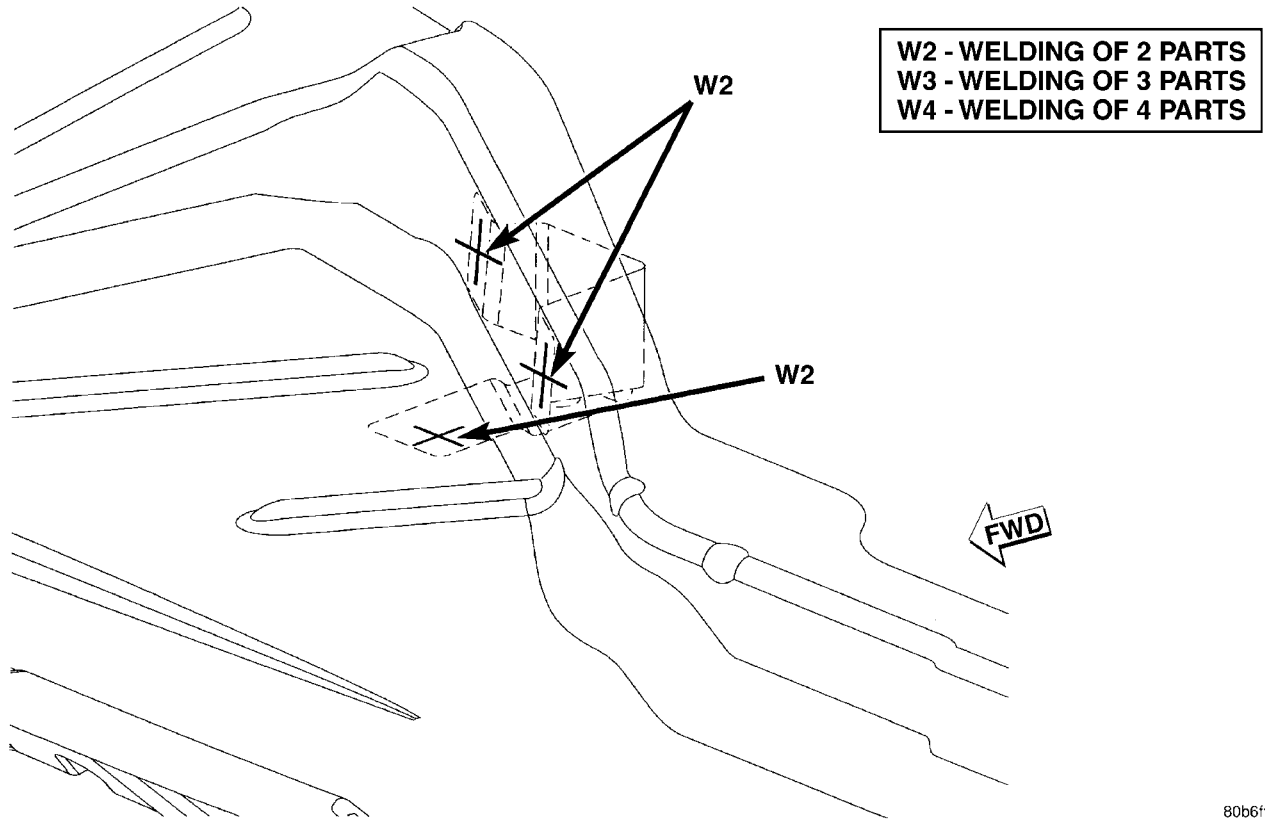 W2 - WELDING OF 2 PARTS
W3 - WELDING OF 3 PARTS
W4 - WELDING OF 4 PARTS
W2
W2
FWD